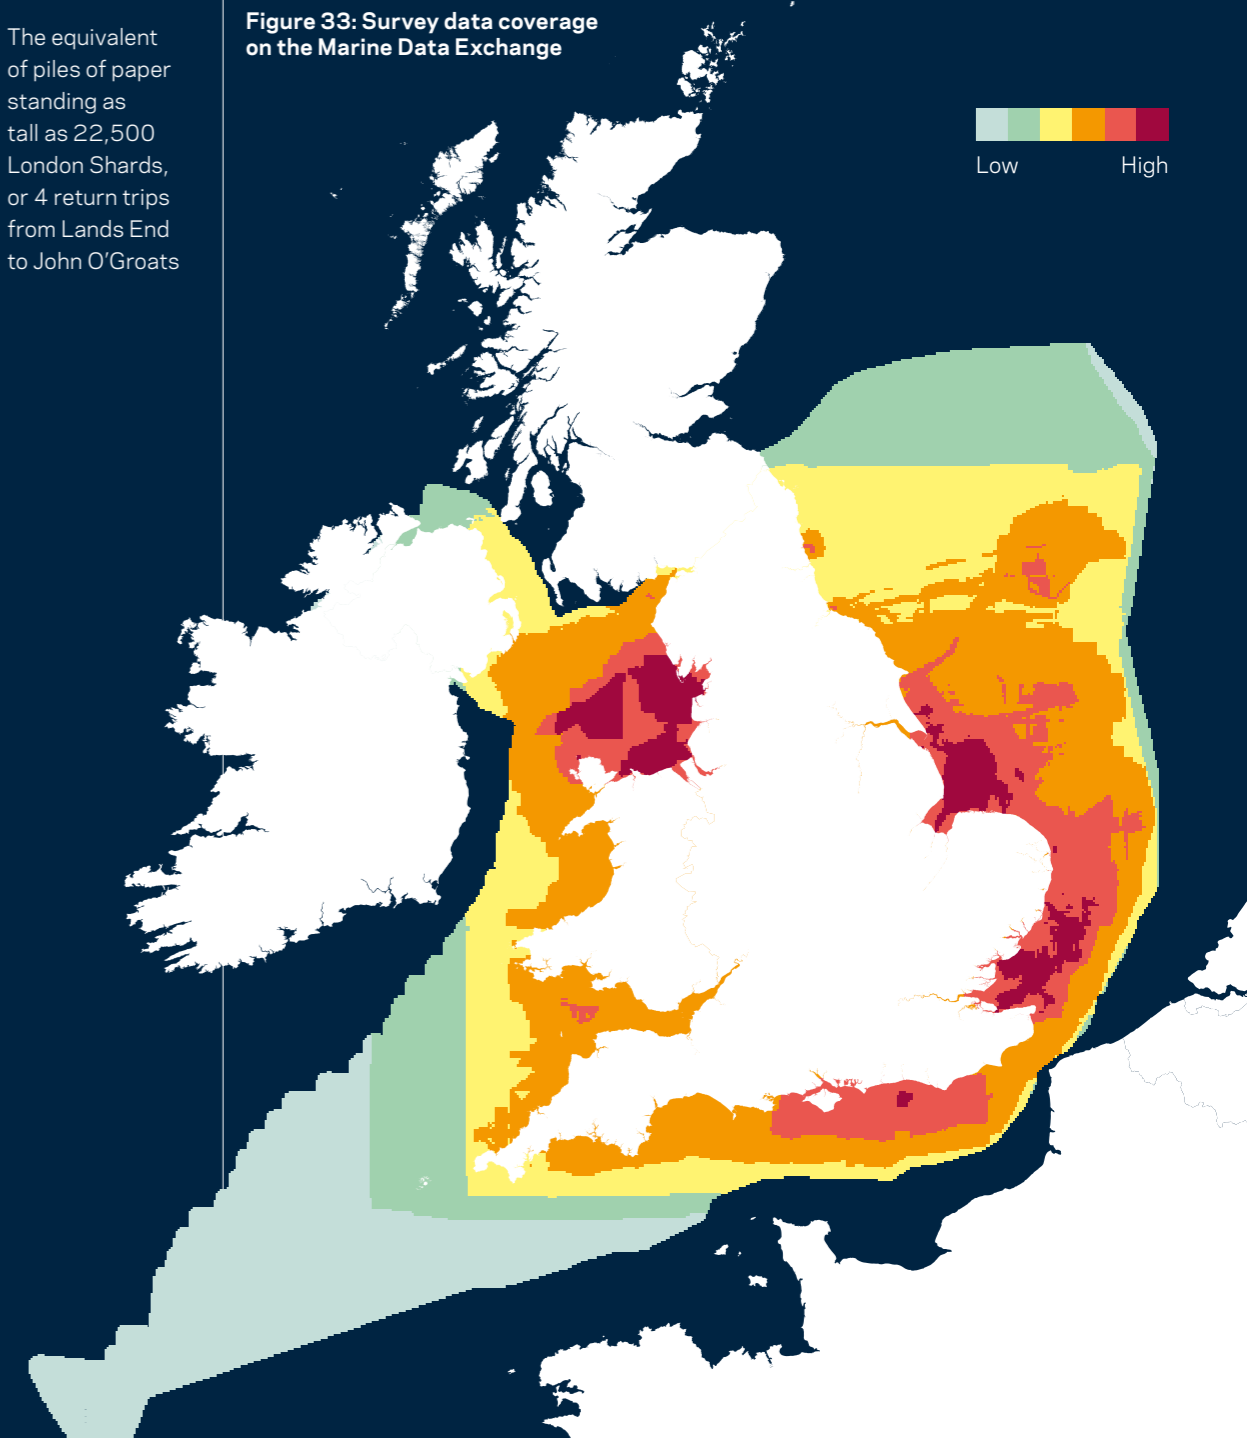 The equivalent
of piles of paper
standing as
tall as 22,500
London Shards,
or 4 return trips
from Lands End
to John O’Groats
Figure 33: Survey data coverage
on the Marine Data Exchange
Low High